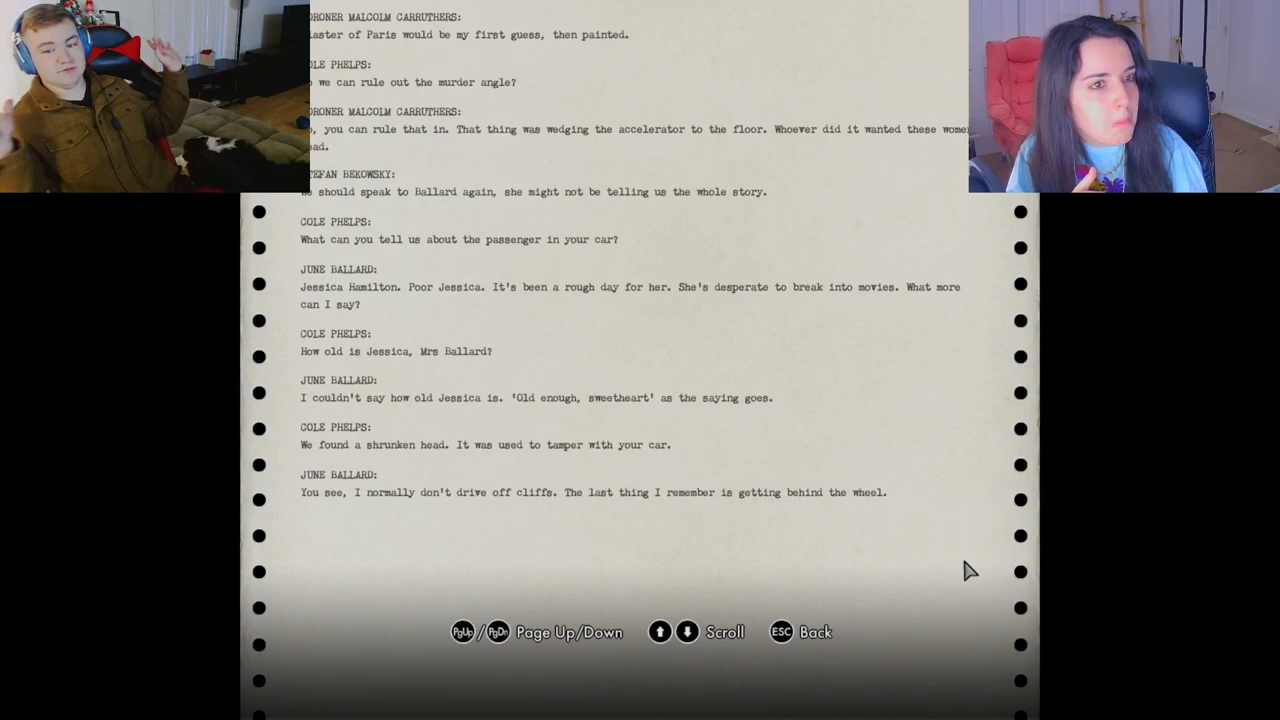 ORONER MALCOLM CARRUTHERS:
laster of Paris would be my first guess, then painted.
OLE PHELPS:
we can rule out the murder angle?
ORONER MALCOLM CARRUTHERS:
, you can rule that in. That thing was wedging the accelerator to the floor. Whoever did it wanted these women
ead.
TEFAN BEKOWSKY:
We should speak to Ballard again, she might not be telling us the whole story.
COLE PHELPS:
What can you tell us about the passenger in your car?
JUNE BALLARD:
Jessica Hamilton. Poor Jessica. It's been a rough day for her. She's desperate to break into movies. What more
can I say?
COLE PHELPS:
How old is Jessica, Mrs Ballard?
JUNE BALLARD:
I couldn't say how old Jessica is. 'Old enough, sweetheart' as the saying goes.
COLE PHELPS:
We found a shrunken head. It was used to tamper with your car.
JUNE BALLARD:
You see, I normally don't drive off cliffs. The last thing I remember is getting behind the wheel.
PgUp/PgDn Page Up/Down Scroll ESC Back